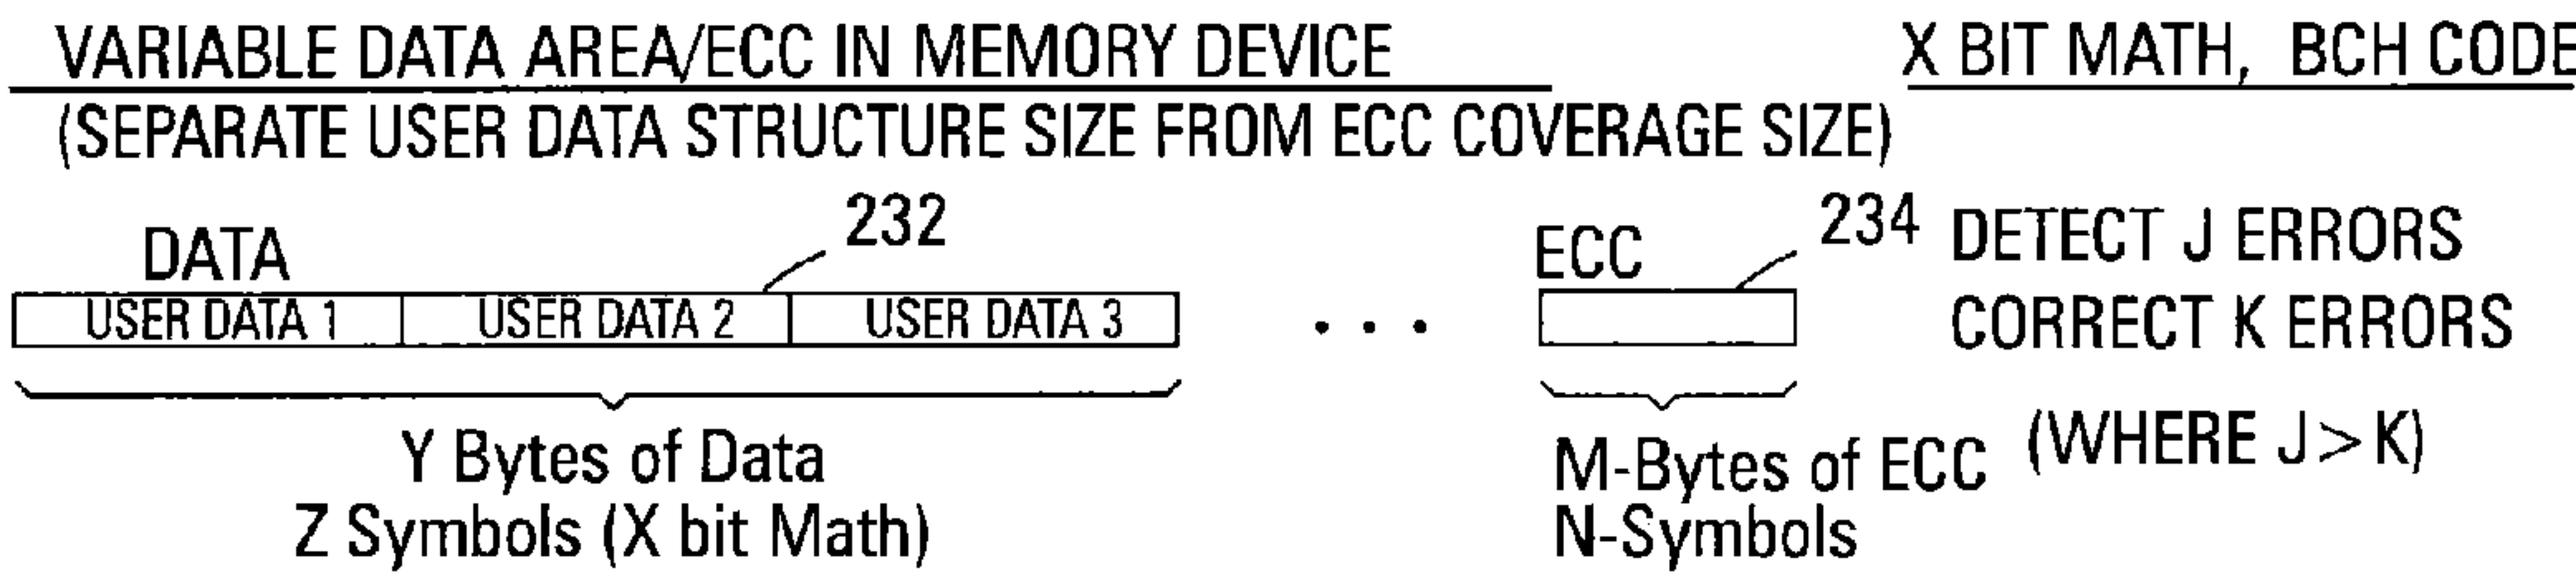 VARIABLE DATA AREA/ECC IN MEMORY DEVICE
X BIT MATH, BCH CODE
(SEPARATE USER DATA STRUCTURE SIZE FROM ECC COVERAGE SIZE)
232
234
DATA
ECC
DETECT J ERRORS
USER DATA 1
USER DATA 2
USER DATA 3
...
CORRECT K ERRORS
Y Bytes of Data
Z Symbols (X bit Math)
M-Bytes of ECC
N-Symbols
(WHERE J>K)